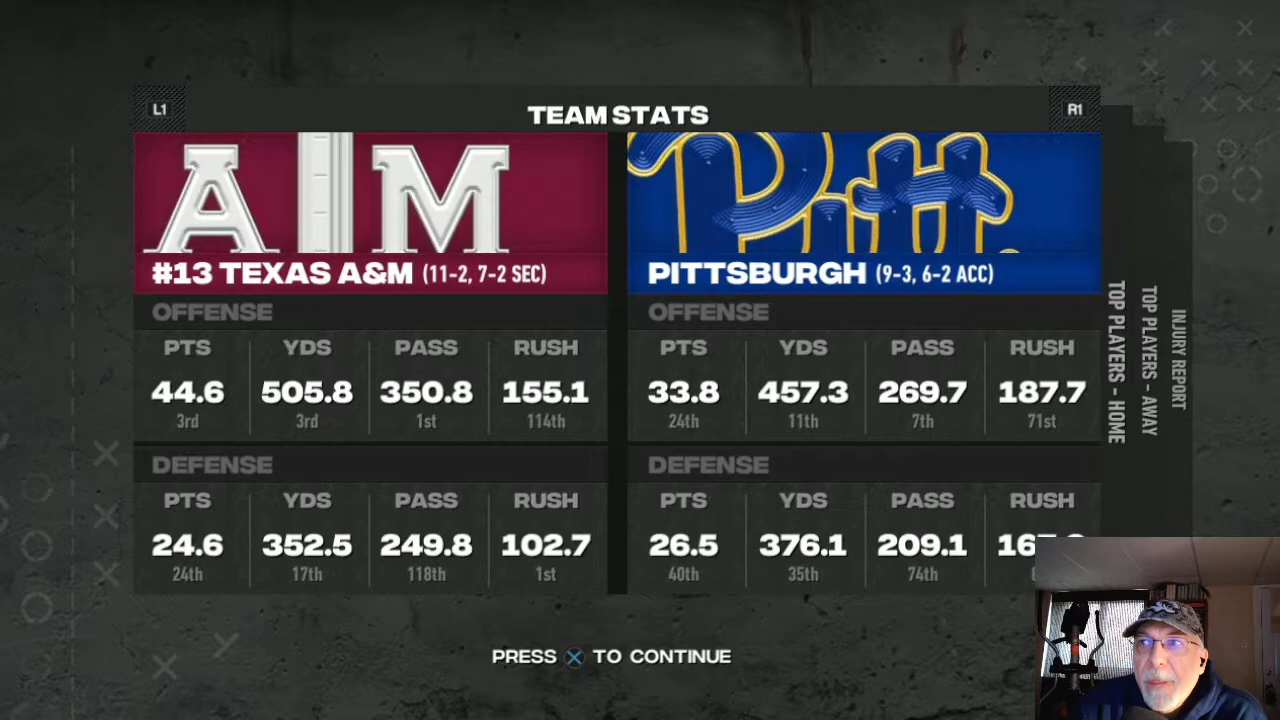 L1
TEAM STATS
R1
A M
Pitt.
#13 TEXAS A&M (11-2, 7-2 SEC)
PITTSBURGH (9-3, 6-2 ACC)
OFFENSE
OFFENSE
PTS YDS PASS RUSH
PTS YDS PASS RUSH
44.6 505.8 350.8 155.1
33.8 457.3 269.7 187.7
3rd 3rd 1st 114th
24th 11th 7th 71st
DEFENSE
DEFENSE
PTS YDS PASS RUSH
PTS YDS PASS RUSH
24.6 352.5 249.8 102.7
26.5 376.1 209.1
24th 17th 118th 1st
40th 35th 74th
TOP PLAYERS - HOME
TOP PLAYERS - AWAY
INJURY REPORT
PRESS X TO CONTINUE